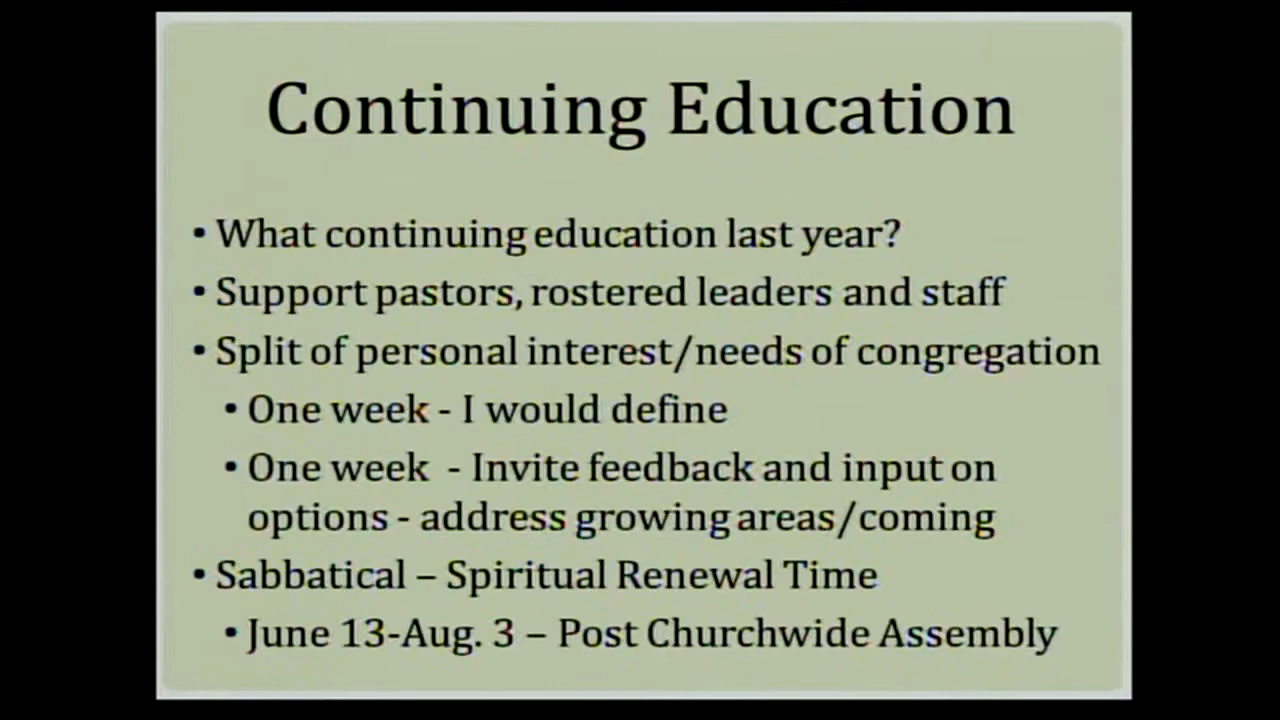 Continuing Education
• What continuing education last year?
• Support pastors, rostered leaders and staff
• Split of personal interest/needs of congregation
• One week - I would define
• One week - Invite feedback and input on
options - address growing areas/coming
• Sabbatical – Spiritual Renewal Time
• June 13-Aug. 3 – Post Churchwide Assembly